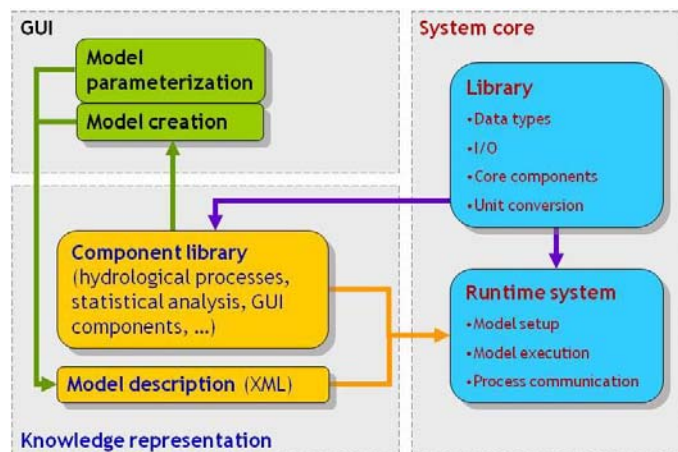 GUI
Model
parameterization
Model creation
System core
Library
•Data types
•I/O
•Core components
•Unit conversion
Component library
(hydrological processes,
statistical analysis, GUI
components, ...)
Model description (XML)
Knowledge representation
Runtime system
•Model setup
•Model execution
•Process communication